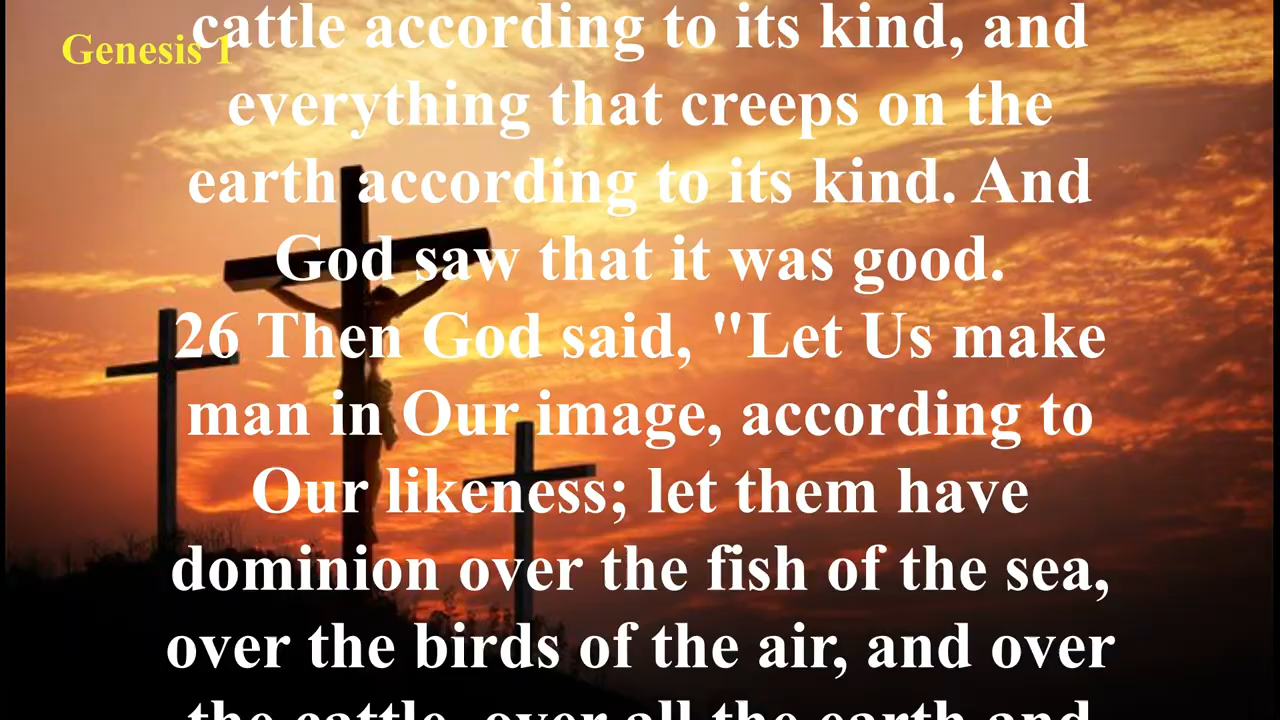 Genesis 1
cattle according to its kind, and
everything that creeps on the
earth according to its kind. And
God saw that it was good.
26 Then God said, "Let Us make
man in Our image, according to
Our likeness; let them have
dominion over the fish of the sea,
over the birds of the air, and over
the cattle, over all the earth and